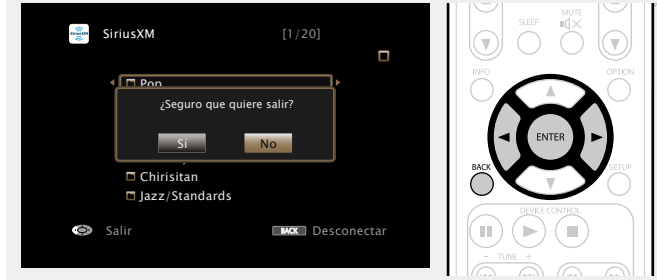 SiriusXM [1/20]
Pop
¿Seguro que quiere salir?
Sí No
Chirisitan
Jazz/Standards
Salir BACK Desconectar
SLEEP MUTE
INFO OPTION
ENTER
BACK SETUP
DEVICE CONTROL
- TUNE +